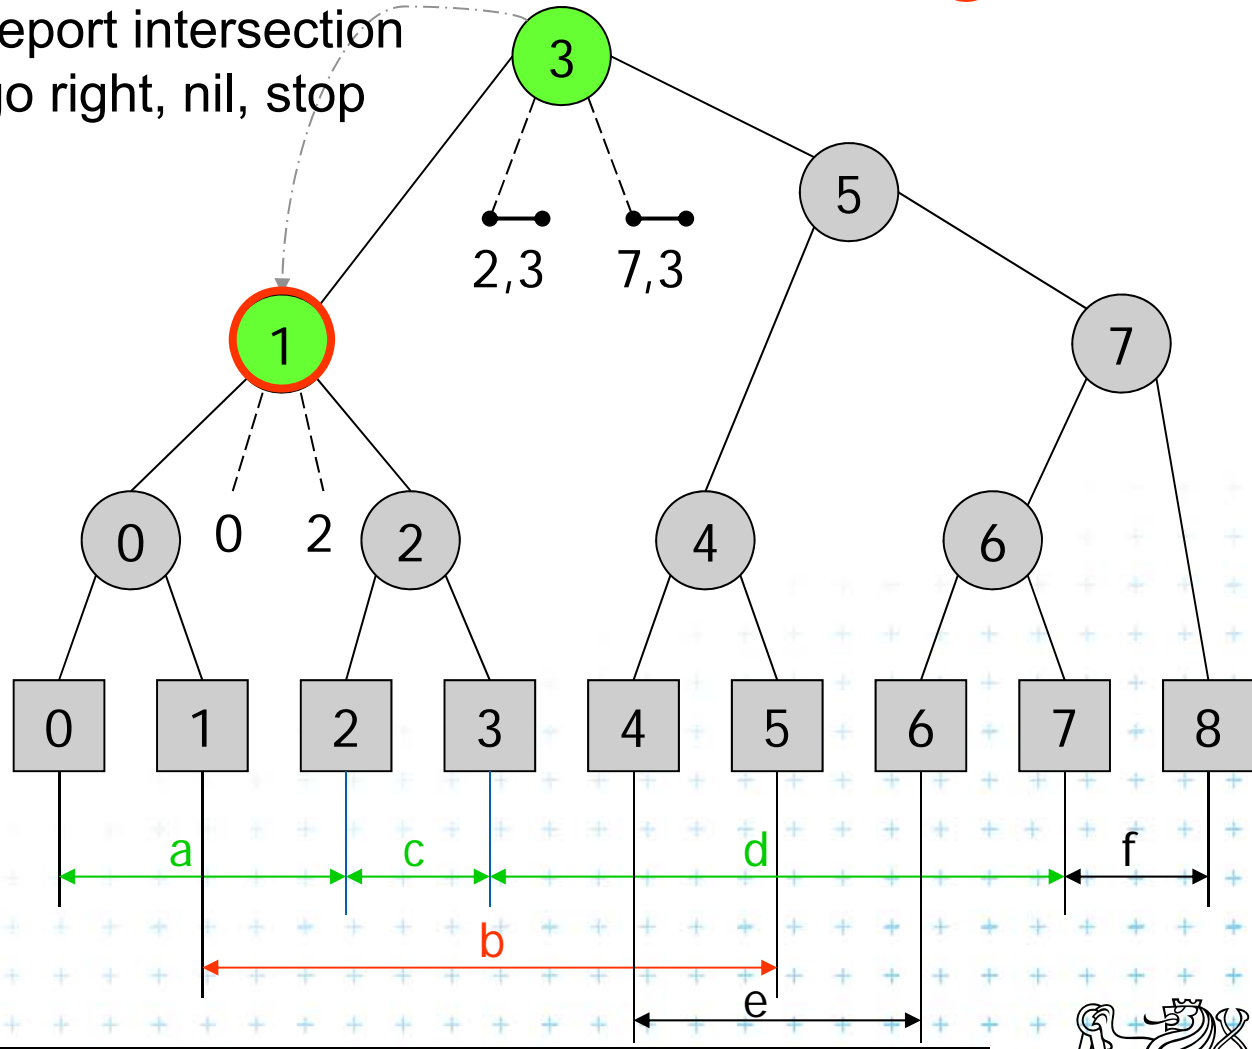 eport intersection
go right, nil, stop
3
5
2,3 7,3
1
7
0 0 2 2 4 6
0 1 2 3 4 5 6 7 8
a c d f
b
e